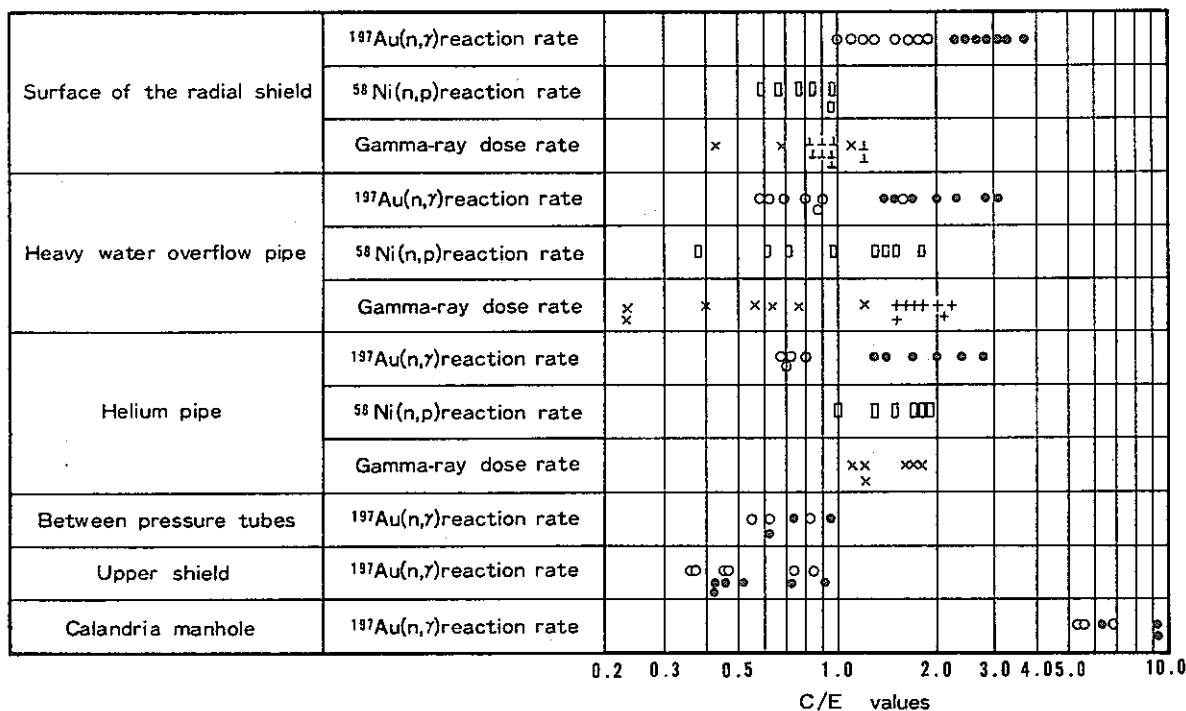 ¹⁹⁷Au(n,γ)reaction rate
Surface of the radial shield
⁵⁸Ni(n,p)reaction rate
Gamma-ray dose rate
¹⁹⁷Au(n,γ)reaction rate
Heavy water overflow pipe
⁵⁸Ni(n,p)reaction rate
Gamma-ray dose rate
¹⁹⁷Au(n,γ)reaction rate
Helium pipe
⁵⁸Ni(n,p)reaction rate
Gamma-ray dose rate
Between pressure tubes ¹⁹⁷Au(n,γ)reaction rate
Upper shield ¹⁹⁷Au(n,γ)reaction rate
Calandria manhole ¹⁹⁷Au(n,γ)reaction rate
0.2 0.3 0.5 1.0 2.0 3.0 4.0 5.0 10.0
C/E values